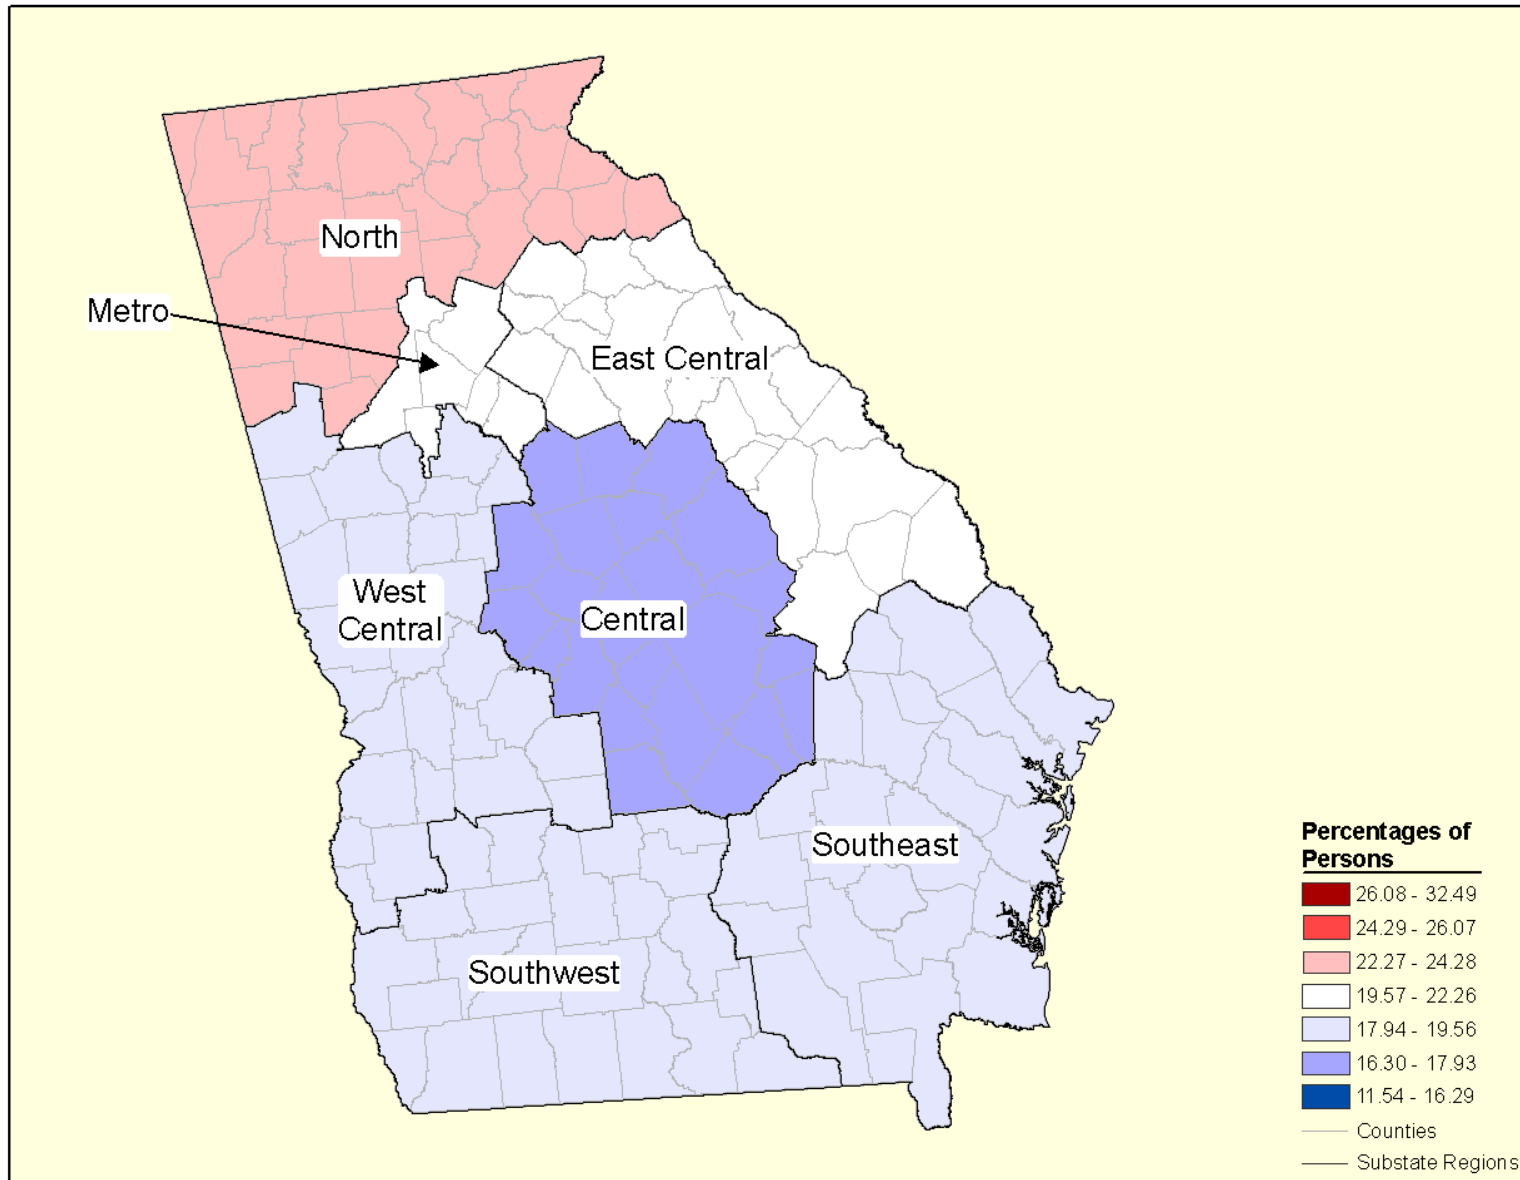 North
Metro
East Central
West
Central
Central
Southeast
Southwest
Percentages of
Persons
26.08 - 32.49
24.29 - 26.07
22.27 - 24.28
19.57 - 22.26
17.94 - 19.56
16.30 - 17.93
11.54 - 16.29
Counties
Substate Regions